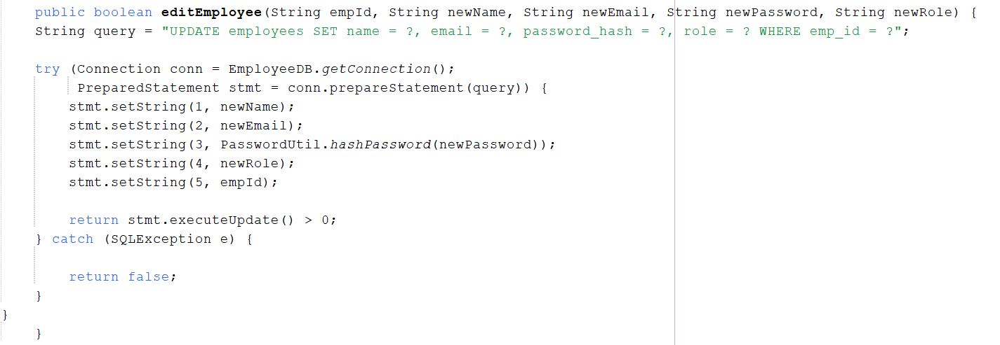 public boolean editEmployee(String empId, String newName, String newEmail, String newPassword, String newRole) {
String query = "UPDATE employees SET name = ?, email = ?, password_hash = ?, role = ? WHERE emp_id = ?";
try (Connection conn = EmployeeDB.getConnection();
PreparedStatement stmt = conn.prepareStatement(query)) {
stmt.setString(1, newName);
stmt.setString(2, newEmail);
stmt.setString(3, PasswordUtil.hashPassword(newPassword));
stmt.setString(4, newRole);
stmt.setString(5, empId);
return stmt.executeUpdate() > 0;
} catch (SQLException e) {
return false;
}
}
}